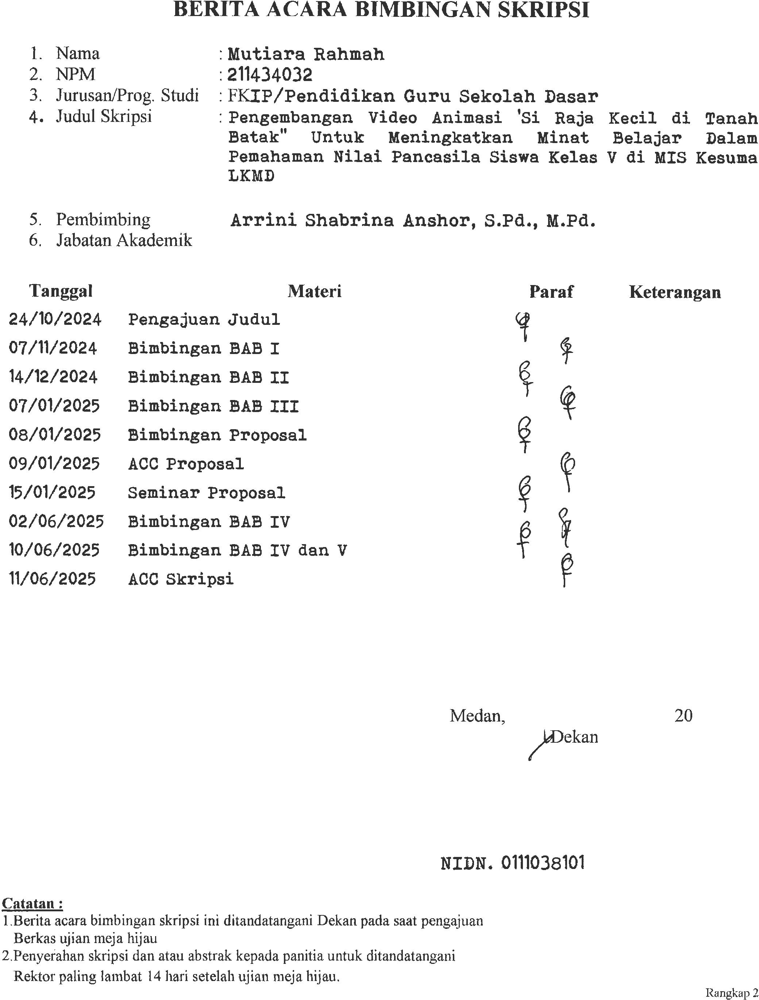 BERITA ACARA BIMBINGAN SKRIPSI
1. Nama : Mutiara Rahmah
2. NPM : 211434032
3. Jurusan/Prog. Studi : FKIP/Pendidikan Guru Sekolah Dasar
4. Judul Skripsi : Pengembangan Video Animasi 'Si Raja Kecil di Tanah
Batak" Untuk Meningkatkan Minat Belajar Dalam
Pemahaman Nilai Pancasila Siswa Kelas V di MIS Kesuma
LKMD
5. Pembimbing Arrini Shabrina Anshor, S.Pd., M.Pd.
6. Jabatan Akademik
Tanggal Materi Paraf Keterangan
24/10/2024 Pengajuan Judul
07/11/2024 Bimbingan BAB I
14/12/2024 Bimbingan BAB II
07/01/2025 Bimbingan BAB III
08/01/2025 Bimbingan Proposal
09/01/2025 ACC Proposal
15/01/2025 Seminar Proposal
02/06/2025 Bimbingan BAB IV
10/06/2025 Bimbingan BAB IV dan V
11/06/2025 ACC Skripsi
Medan, 20
Dekan
NIDN. 0111038101
Catatan :
1.Berita acara bimbingan skripsi ini ditandatangani Dekan pada saat pengajuan
Berkas ujian meja hijau
2.Penyerahan skripsi dan atau abstrak kepada panitia untuk ditandatangani
Rektor paling lambat 14 hari setelah ujian meja hijau.
Rangkap 2